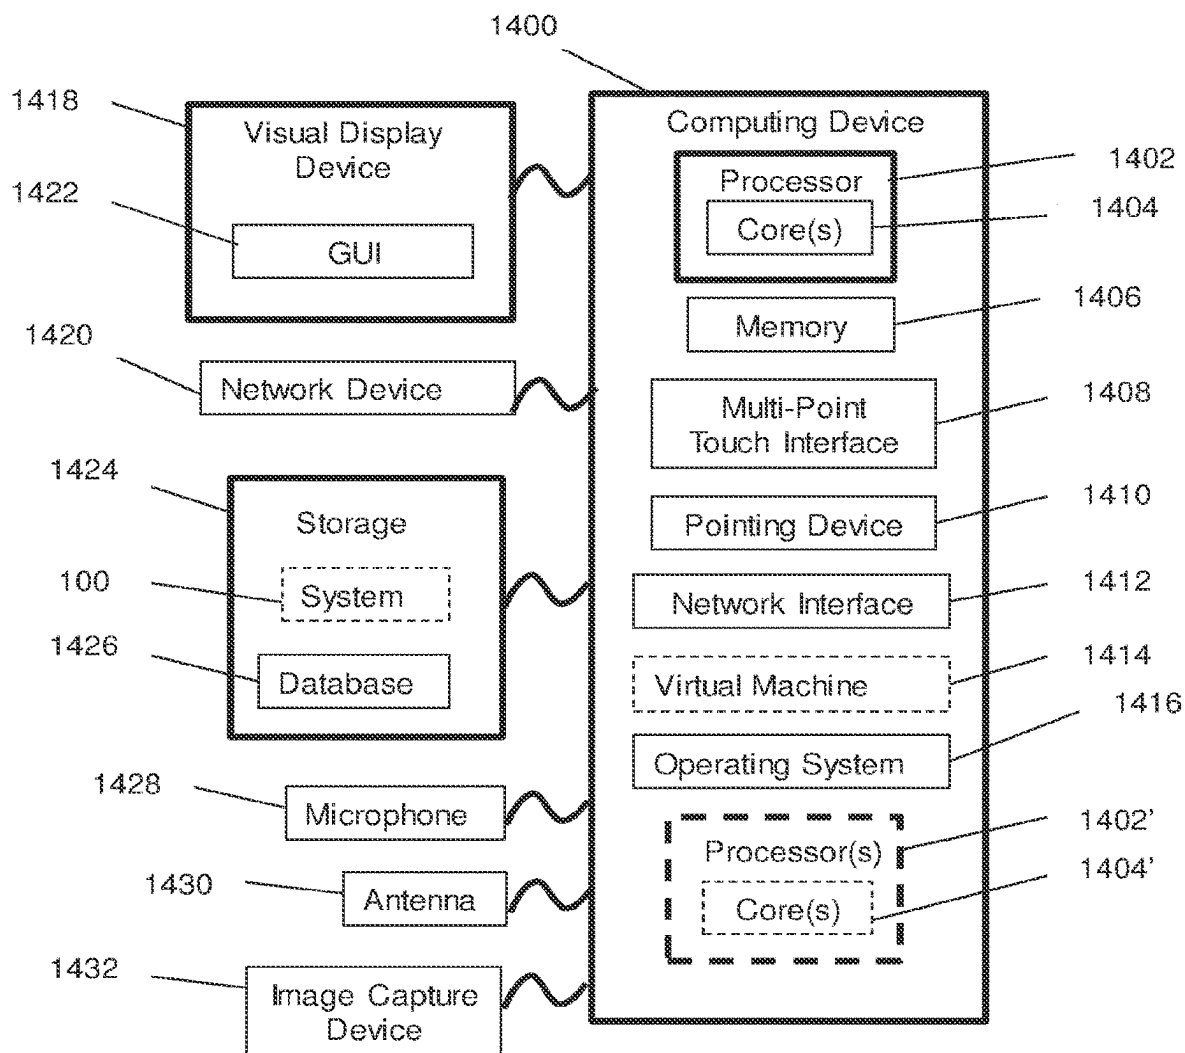 1400
1418
Visual Display
Device
1422
GUI
1420
Network Device
1424
Storage
100
System
1426
Database
1428
Microphone
1430
Antenna
1432
Image Capture
Device
Computing Device
Processor
1402
Core(s)
1404
Memory
1406
Multi-Point
Touch Interface
1408
Pointing Device
1410
Network Interface
1412
Virtual Machine
1414
Operating System
1416
Processor(s)
1402'
Core(s)
1404'